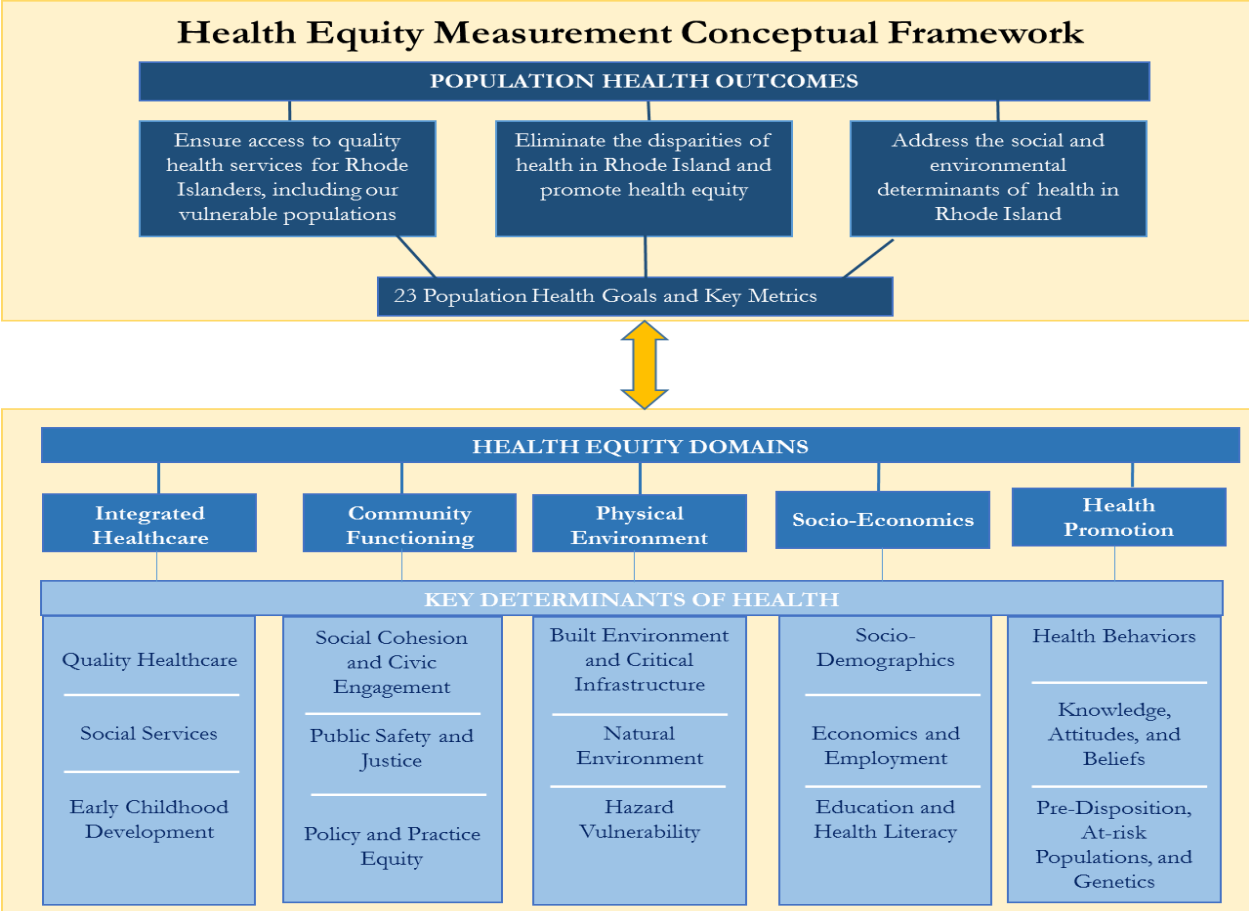 Health Equity Measurement Conceptual Framework
POPULATION HEALTH OUTCOMES
Ensure access to quality
health services for Rhode
Islanders, including our
vulnerable populations
Eliminate the disparities of
health in Rhode Island and
promote health equity
Address the social and
environmental
determinants of health in
Rhode Island
23 Population Health Goals and Key Metrics
HEALTH EQUITY DOMAINS
Integrated
Healthcare
Community
Functioning
Physical
Environment
Socio-Economics
Health
Promotion
KEY DETERMINANTS OF HEALTH
Quality Healthcare
Social Services
Early Childhood
Development
Social Cohesion
and Civic
Engagement
Public Safety and
Justice
Policy and Practice
Equity
Built Environment
and Critical
Infrastructure
Natural
Environment
Hazard
Vulnerability
Socio-
Demographics
Economics and
Employment
Education and
Health Literacy
Health Behaviors
Knowledge,
Attitudes, and
Beliefs
Pre-Disposition,
At-risk
Populations, and
Genetics